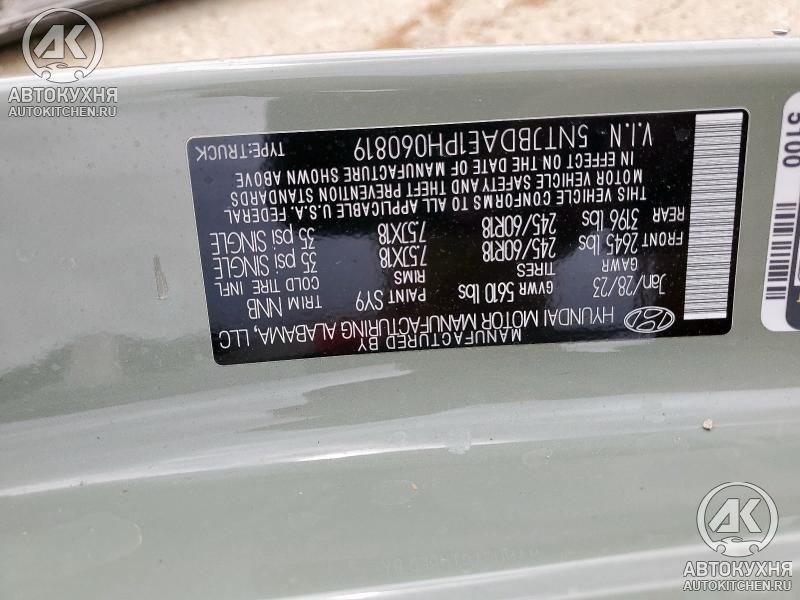 АВТОКУХНЯ
AUTOKITCHEN.RU
MANUFACTURED BY
HYUNDAI MOTOR MANUFACTURING ALABAMA, LLC
Jan/28/23 GVWR 5610 lbs PAINT SY9 TRIM NNB
GAWR TIRES RIMS COLD TIRE INFL
FRONT 2645 lbs 245/60R18 7.5JX18 35 psi SINGLE
REAR 3196 lbs 245/60R18 7.5JX18 35 psi SINGLE
THIS VEHICLE CONFORMS TO ALL APPLICABLE U.S.A. FEDERAL
MOTOR VEHICLE SAFETY AND THEFT PREVENTION STANDARDS
IN EFFECT ON THE DATE OF MANUFACTURE SHOWN ABOVE
V.I.N 5NTJBDAE1PH060819 TYPE:TRUCK
5100
АВТОКУХНЯ
AUTOKITCHEN.RU